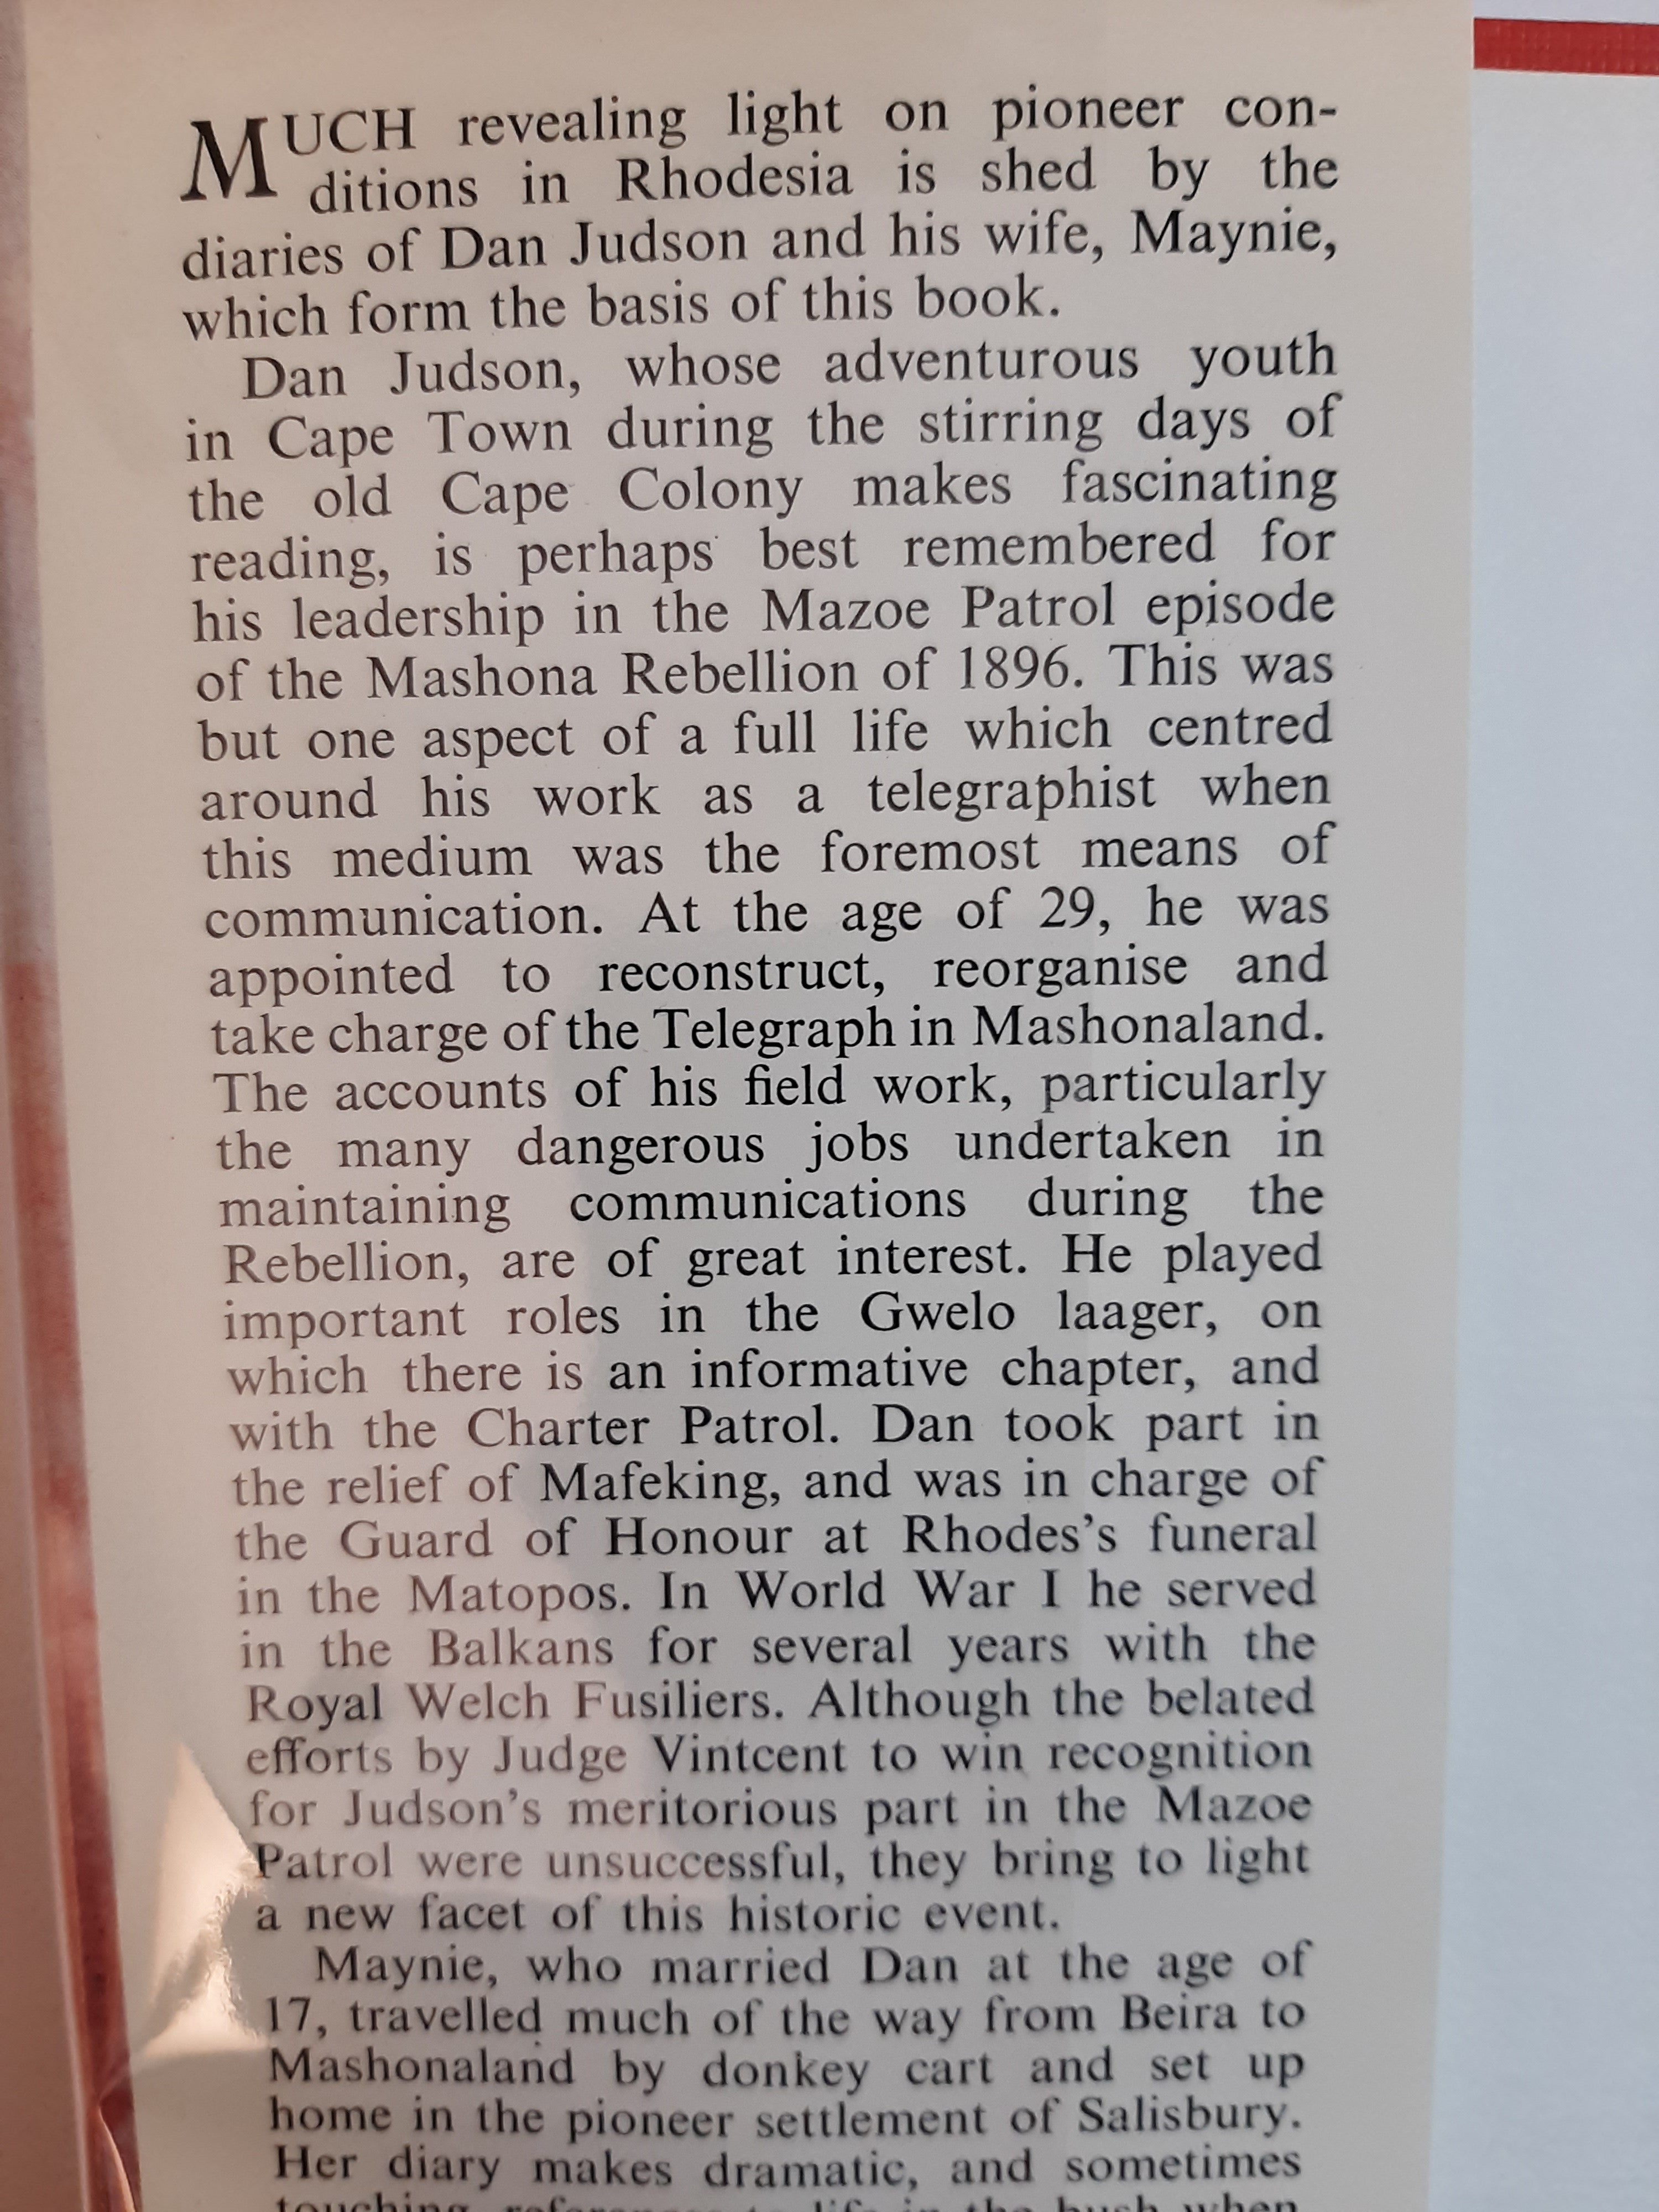 MUCH revealing light on pioneer con-
ditions in Rhodesia is shed by the
diaries of Dan Judson and his wife, Maynie,
which form the basis of this book.
Dan Judson, whose adventurous youth
in Cape Town during the stirring days of
the old Cape Colony makes fascinating
reading, is perhaps best remembered for
his leadership in the Mazoe Patrol episode
of the Mashona Rebellion of 1896. This was
but one aspect of a full life which centred
around his work as a telegraphist when
this medium was the foremost means of
communication. At the age of 29, he was
appointed to reconstruct, reorganise and
take charge of the Telegraph in Mashonaland.
The accounts of his field work, particularly
the many dangerous jobs undertaken in
maintaining communications during the
Rebellion, are of great interest. He played
important roles in the Gwelo laager, on
which there is an informative chapter, and
with the Charter Patrol. Dan took part in
the relief of Mafeking, and was in charge of
the Guard of Honour at Rhodes's funeral
in the Matopos. In World War I he served
in the Balkans for several years with the
Royal Welch Fusiliers. Although the belated
efforts by Judge Vintcent to win recognition
for Judson's meritorious part in the Mazoe
Patrol were unsuccessful, they bring to light
a new facet of this historic event.
Maynie, who married Dan at the age of
17, travelled much of the way from Beira to
Mashonaland by donkey cart and set up
home in the pioneer settlement of Salisbury.
Her diary makes dramatic, and sometimes
touching references to life in the bush when